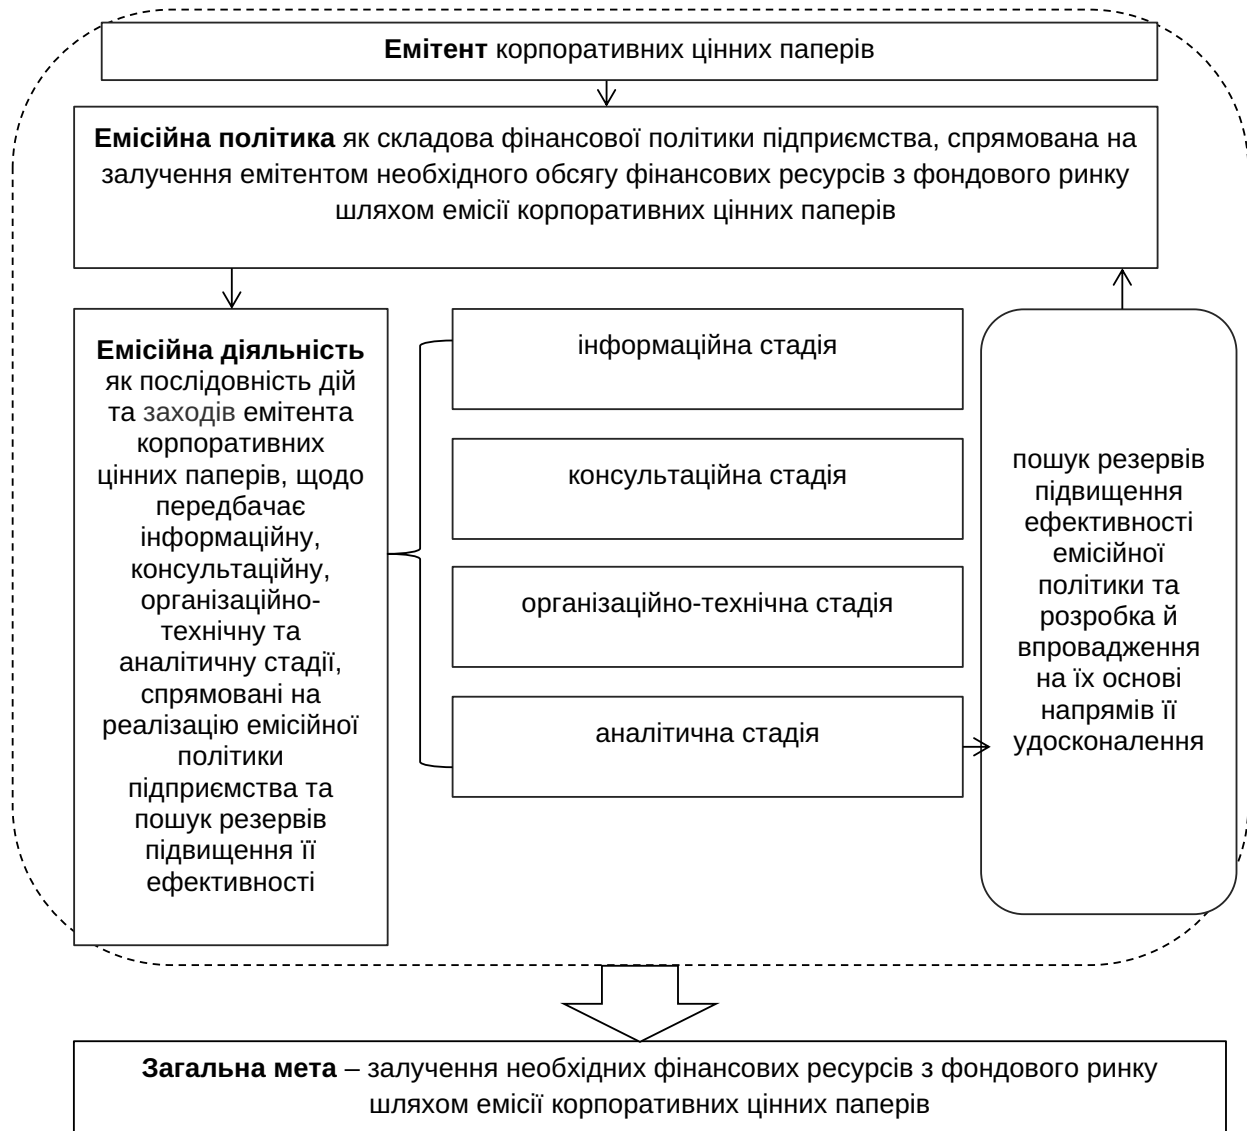 Емітент корпоративних цінних паперів
Емісійна політика як складова фінансової політики підприємства, спрямована на
залучення емітентом необхідного обсягу фінансових ресурсів з фондового ринку
шляхом емісії корпоративних цінних паперів
Емісійна діяльність
як послідовність дій
та заходів емітента
корпоративних
цінних паперів, щодо
передбачає
інформаційну,
консультаційну,
організаційно-
технічну та
аналітичну стадії,
спрямовані на
реалізацію емісійної
політики
підприємства та
пошук резервів
підвищення її
ефективності
інформаційна стадія
консультаційна стадія
організаційно-технічна стадія
аналітична стадія
пошук резервів
підвищення
ефективності
емісійної
політики та
розробка й
впровадження
на їх основі
напрямів її
удосконалення
Загальна мета – залучення необхідних фінансових ресурсів з фондового ринку
шляхом емісії корпоративних цінних паперів